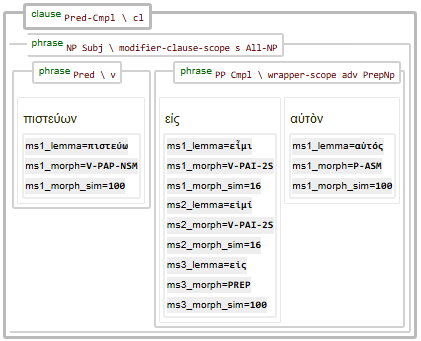 clause Pred-Cmpl \ cl
phrase NP Subj \ modifier-clause-scope s All-NP
phrase Pred \ v
πιστεύων
ms1_lemma=πιστεύω
ms1_morph=V-PAP-NSM
ms1_morph_sim=100
phrase PP Cmpl \ wrapper-scope adv PrepNp
εἰς
ms1_lemma=εἶμι
ms1_morph=V-PAI-2S
ms1_morph_sim=16
ms2_lemma=εἰμί
ms2_morph=V-PAI-2S
ms2_morph_sim=16
ms3_lemma=εἰς
ms3_morph=PREP
ms3_morph_sim=100
αὐτὸν
ms1_lemma=αὐτός
ms1_morph=P-ASM
ms1_morph_sim=100